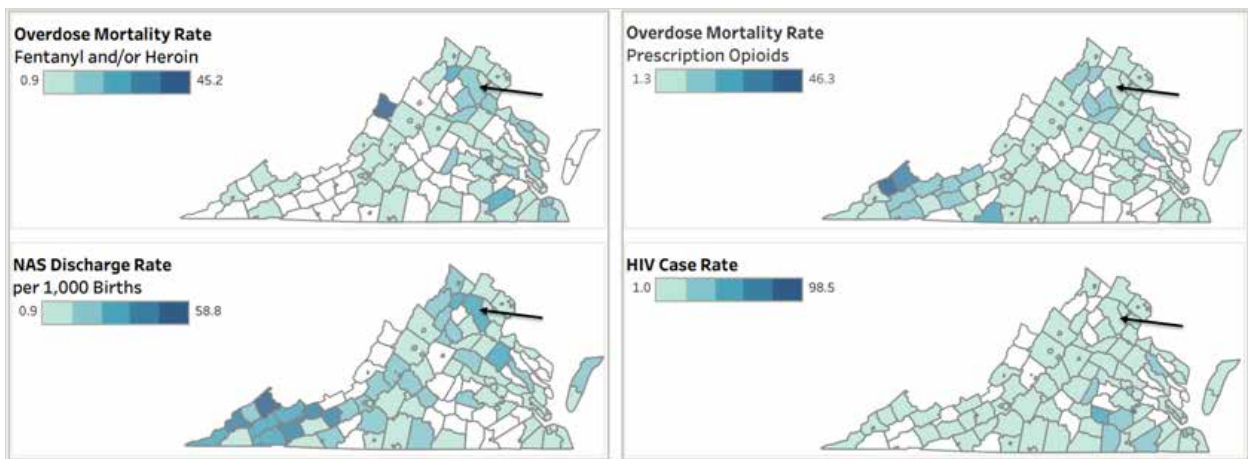 Overdose Mortality Rate
Fentanyl and/or Heroin
0.9 45.2
Overdose Mortality Rate
Prescription Opioids
1.3 46.3
NAS Discharge Rate
per 1,000 Births
0.9 58.8
HIV Case Rate
1.0 98.5